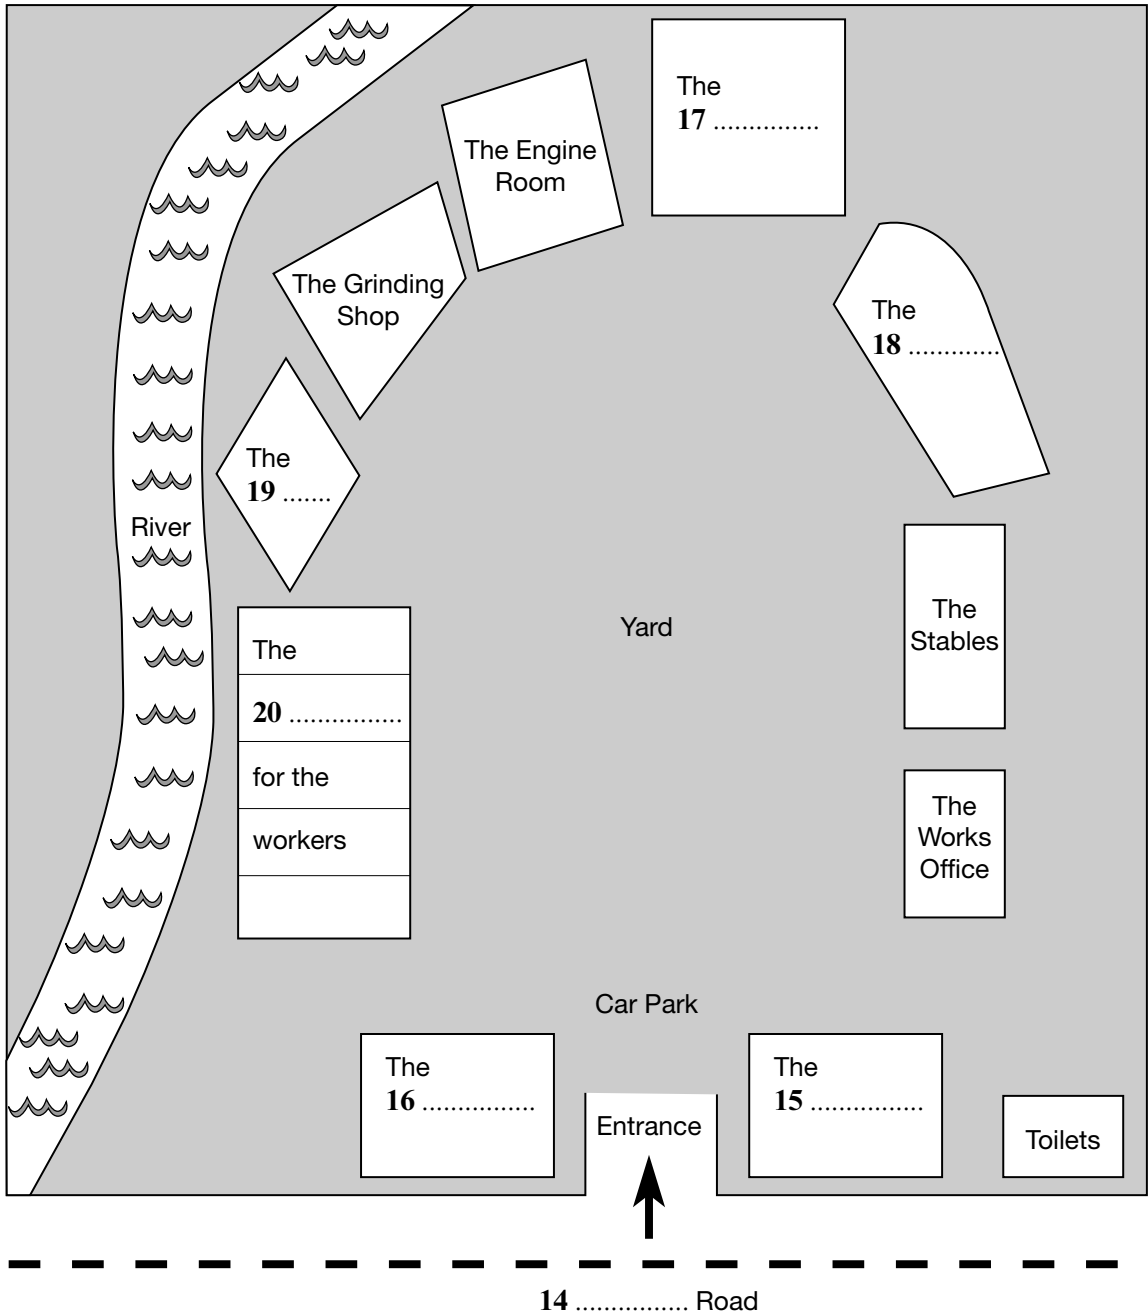 The
17 ...............
The Engine
Room
The Grinding
Shop
The
18 .............
The
19 .......
River
Yard
The
Stables
The
20 ................
for the
workers
The
Works
Office
Car Park
The
16 ................
The
15 ................
Entrance
Toilets
14 ................ Road